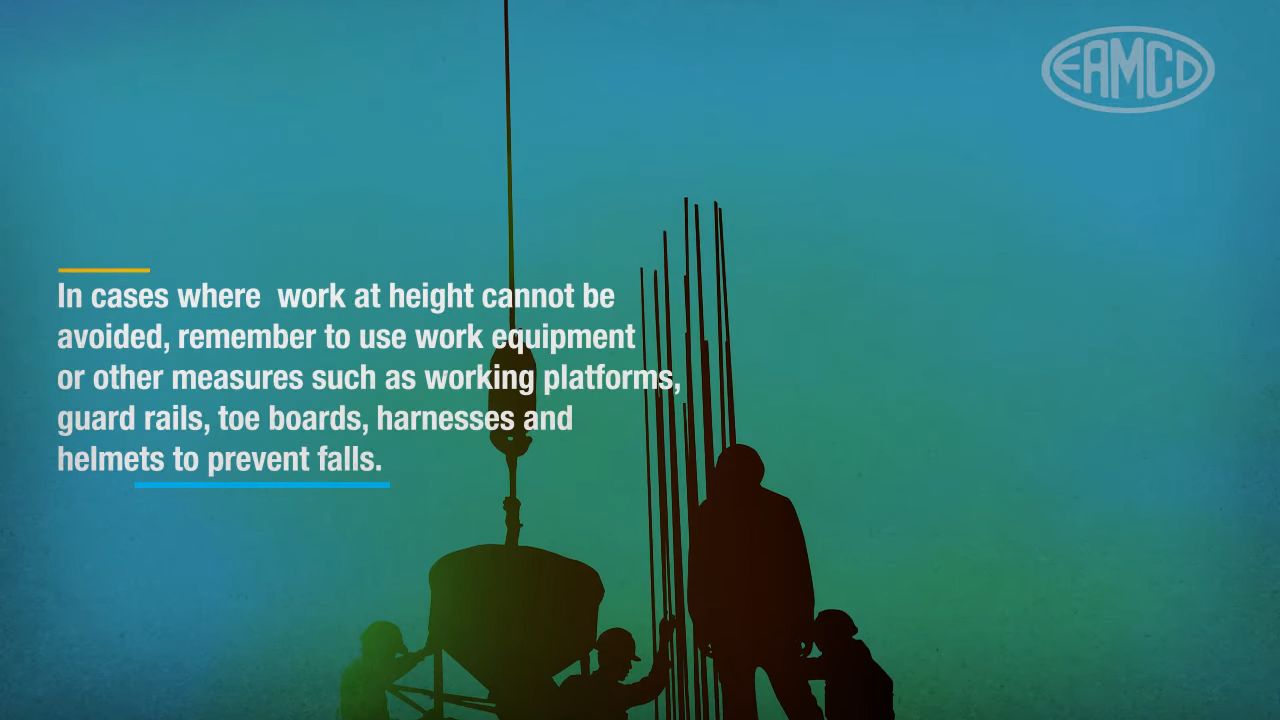 EAMCO
In cases where  work at height cannot be
avoided, remember to use work equipment
or other measures such as working platforms,
guard rails, toe boards, harnesses and
helmets to prevent falls.